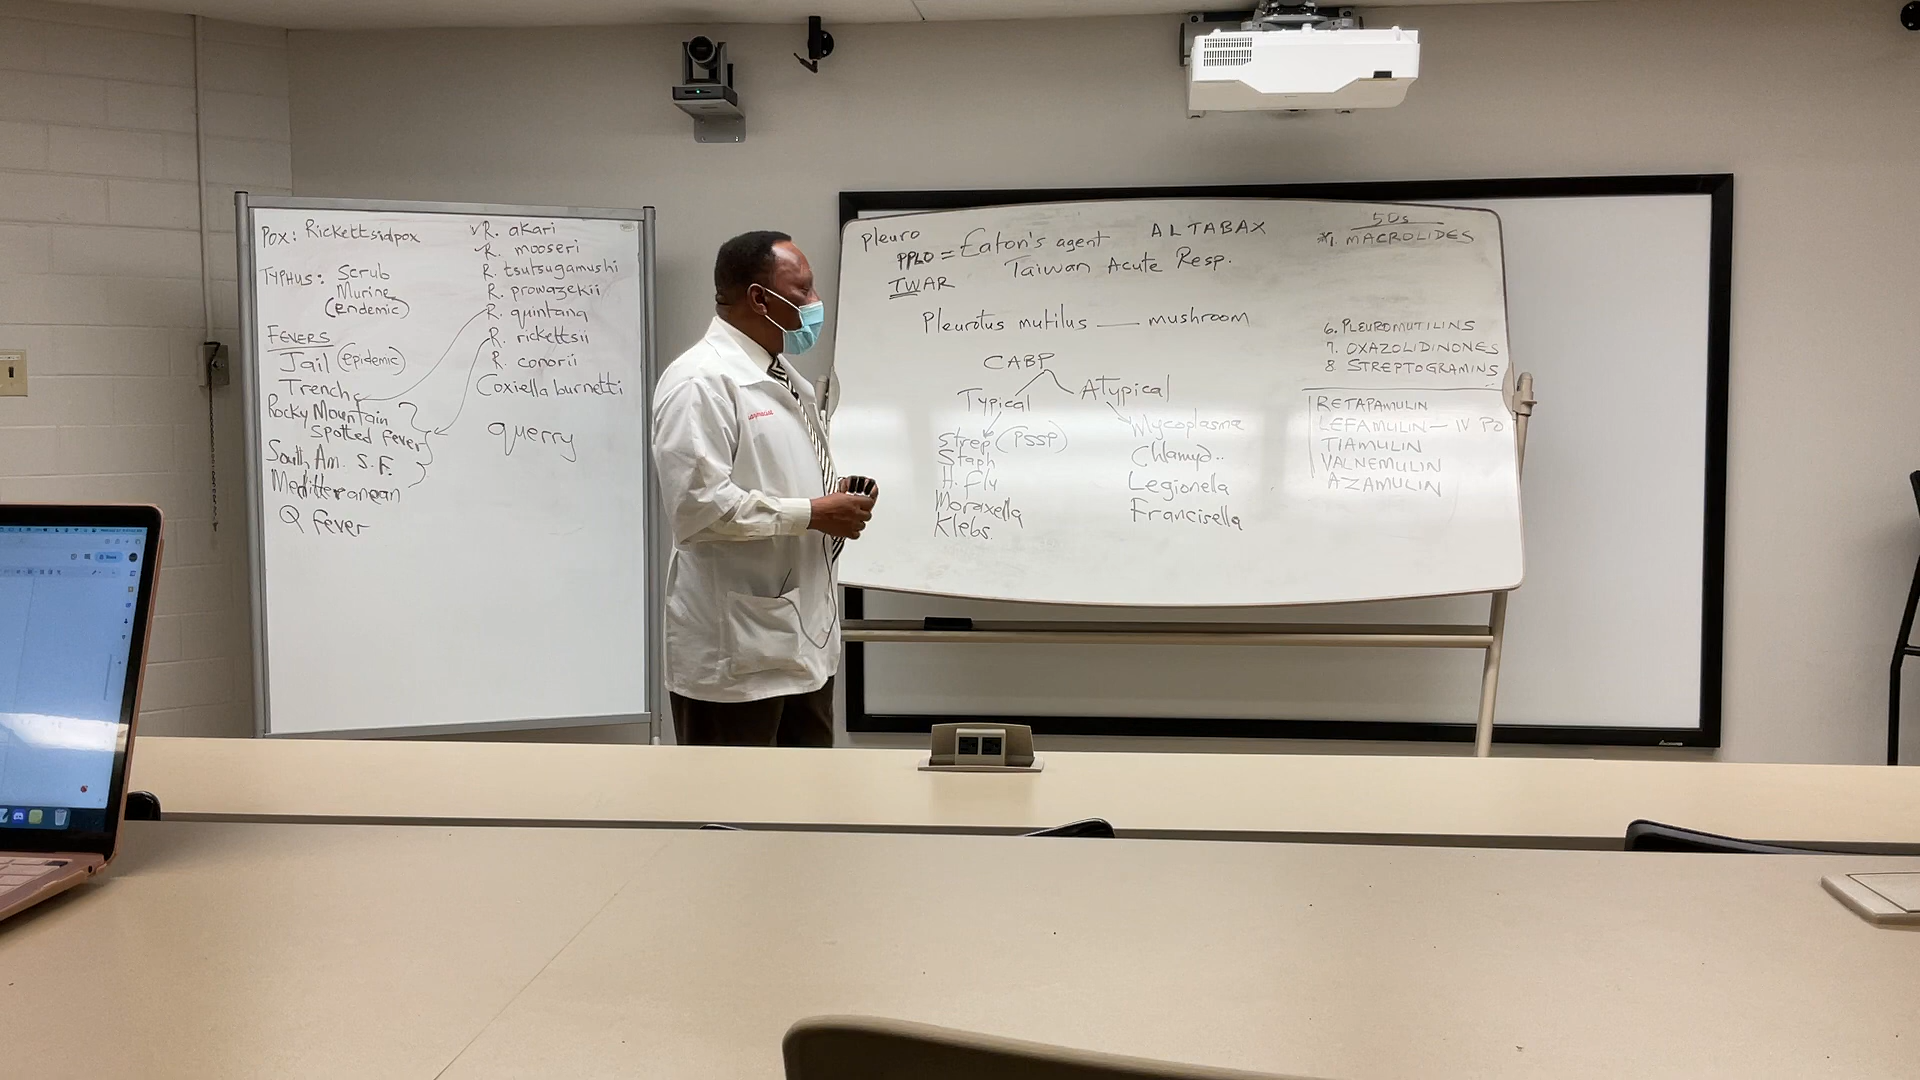 Pox: Rickettsialpox
TYPHUS: Scrub
Murine
(endemic)
FEVERS
Jail (epidemic)
Trench
Rocky Mountain
Spotted Fever
South Am. S.F.
Mediterranean
Q fever
R. akari
R. mooseri
R. tsutsugamushi
R. prowazekii
R. quintana
R. rickettsii
R. conorii
Coxiella burnetti
querry
Pleuro
PPLO = Eaton's agent
TWAR
Taiwan Acute Resp.
ALTABAX
Pleurotus mutilus — mushroom
CABP
Typical
Strep (PSSP)
Staph
H. flu
Moraxella
Klebs.
Atypical
Mycoplasma
Chlamyd..
Legionella
Francisella
50s
*1. MACROLIDES
6. PLEUROMUTILINS
7. OXAZOLIDINONES
8. STREPTOGRAMINS
RETAPAMULIN
LEFAMULIN — IV PO
TIAMULIN
VALNEMULIN
AZAMULIN